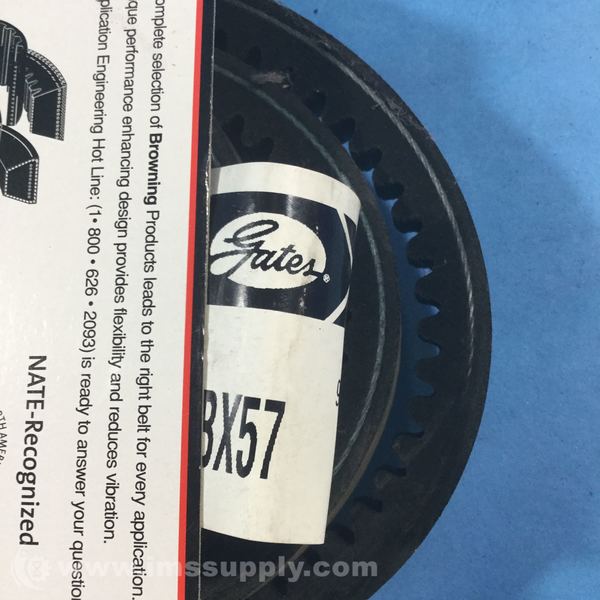 omplete selection of Browning Products leads to the right belt for every application.
que performance enhancing design provides flexibility and reduces vibration.
plication Engineering Hot Line: (1•800•626•2093) is ready to answer your question
NATE-Recognized
Gates®
BX57
www.imssupply.com